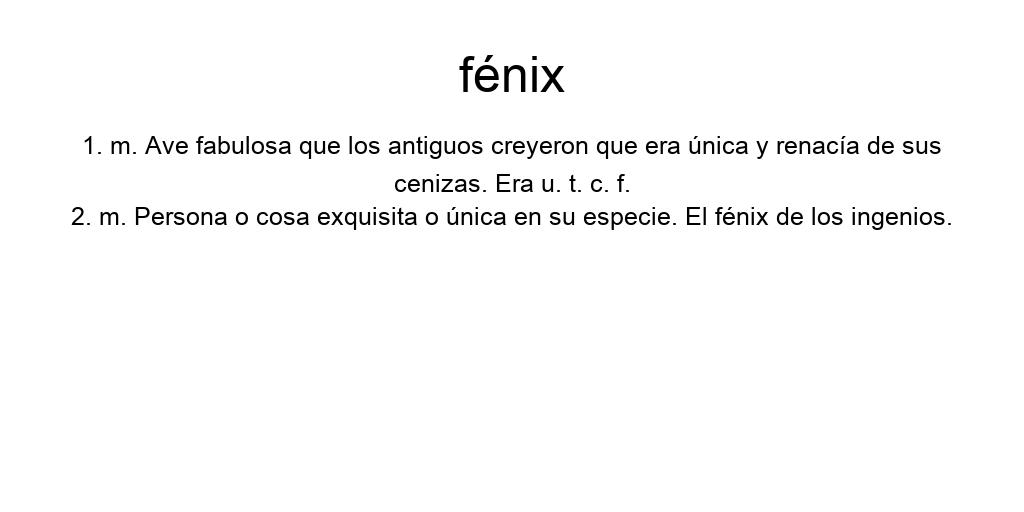 fénix
1. m. Ave fabulosa que los antiguos creyeron que era única y renacía de sus
cenizas. Era u. t. c. f.
2. m. Persona o cosa exquisita o única en su especie. El fénix de los ingenios.